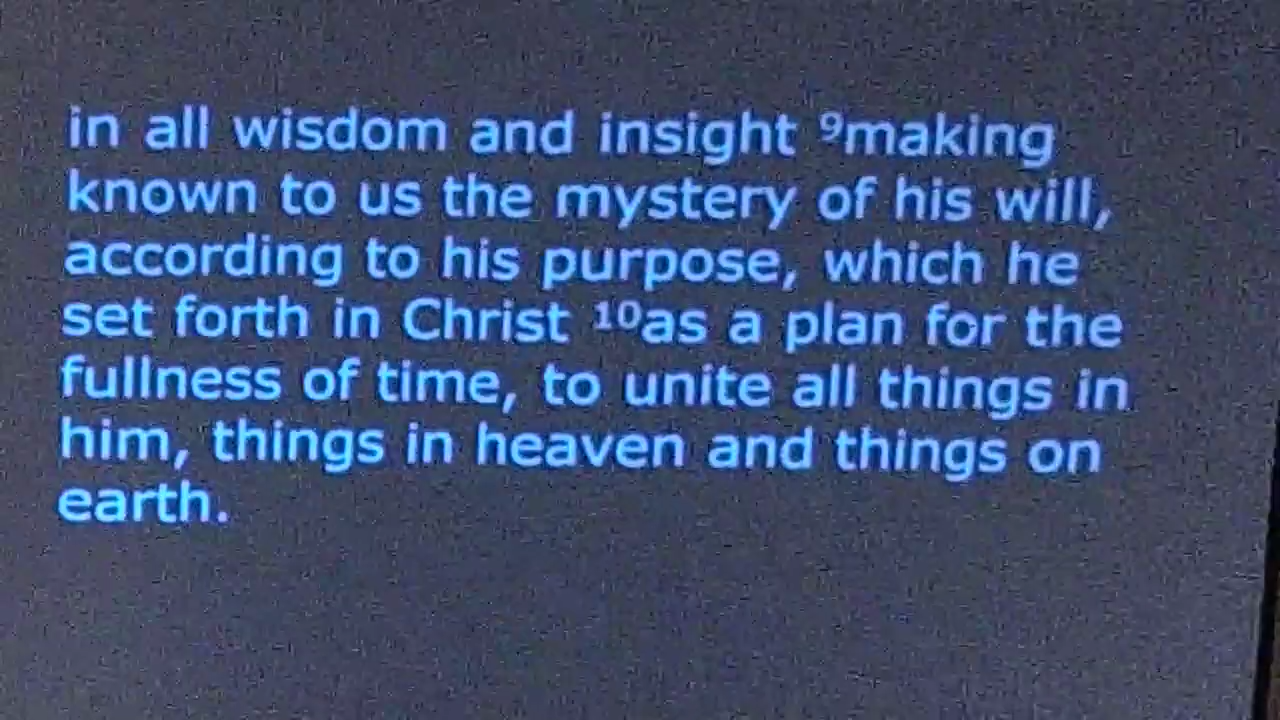 in all wisdom and insight ⁹making
known to us the mystery of his will,
according to his purpose, which he
set forth in Christ ¹⁰as a plan for the
fullness of time, to unite all things in
him, things in heaven and things on
earth.